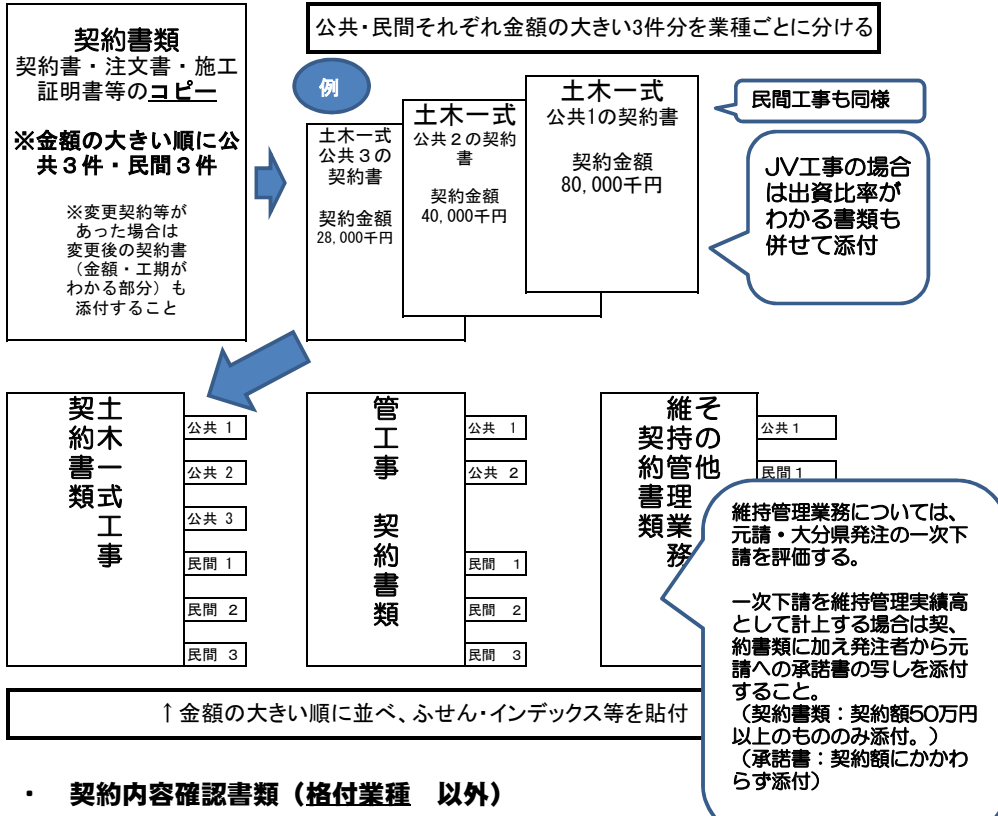 契約書類
契約書・注文書・施工
証明書等のコピー
※金額の大きい順に公
共３件・民間３件
※変更契約等が
あった場合は
変更後の契約書
（金額・工期が
わかる部分）も
添付すること
公共・民間それぞれ金額の大きい3件分を業種ごとに分ける
例
土木一式
公共３の
契約書
契約金額
28,000千円
土木一式
公共２の契約
書
契約金額
40,000千円
土木一式
公共1の契約書
契約金額
80,000千円
民間工事も同様
JV工事の場合
は出資比率が
わかる書類も
併せて添付
土木一式工事
契約書類
公共 1
公共 2
公共 3
民間 1
民間 2
民間 3
管工事　契約書類
公共 1
公共 2
民間 1
民間 2
民間 3
その他
維持管理業務
契約書類
公共1
民間1
維持管理業務については、
元請・大分県発注の一次下
請を評価する。
一次下請を維持管理実績高
として計上する場合は契、
約書類に加え発注者から元
請への承諾書の写しを添付
すること。
（契約書類：契約額50万円
以上のもののみ添付。）
（承諾書：契約額にかかわ
らず添付）
↑金額の大きい順に並べ、ふせん・インデックス等を貼付
・　契約内容確認書類（格付業種　以外）